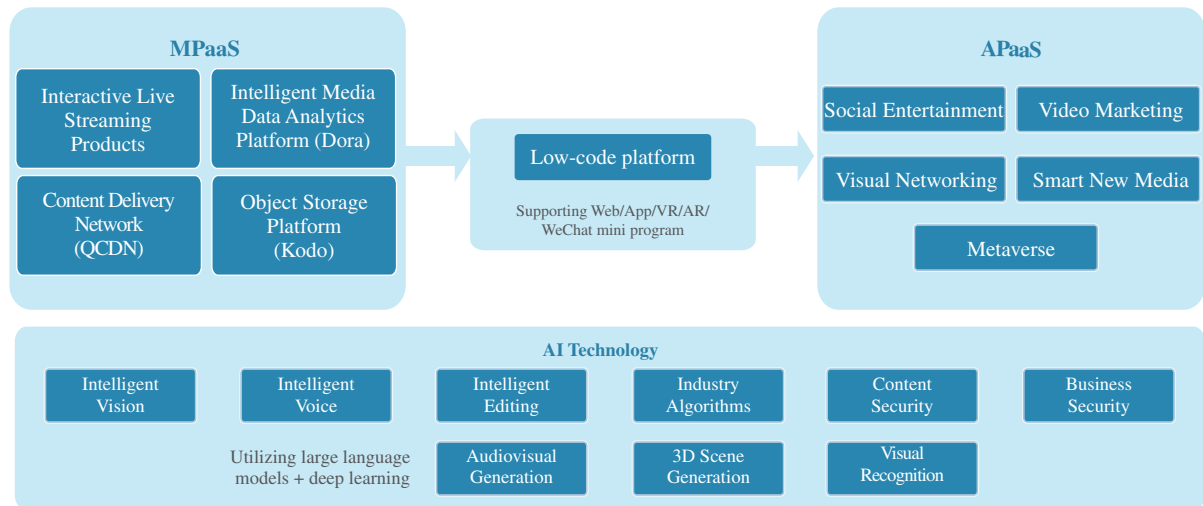 MPaaS
Interactive Live
Streaming
Products
Intelligent Media
Data Analytics
Platform (Dora)
Content Delivery
Network
(QCDN)
Object Storage
Platform
(Kodo)
Low-code platform
Supporting Web/App/VR/AR/
WeChat mini program
APaaS
Social Entertainment
Video Marketing
Visual Networking
Smart New Media
Metaverse
AI Technology
Intelligent
Vision
Intelligent
Voice
Intelligent
Editing
Industry
Algorithms
Content
Security
Business
Security
Utilizing large language
models + deep learning
Audiovisual
Generation
3D Scene
Generation
Visual
Recognition